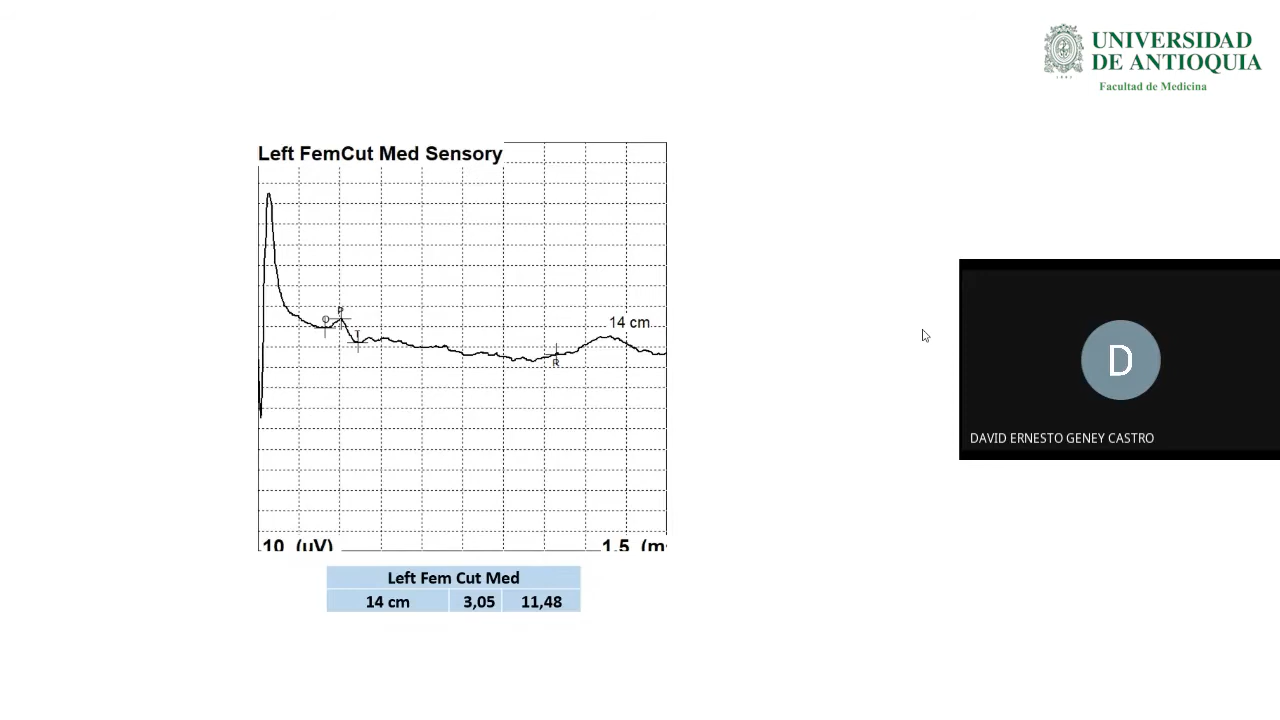 UNIVERSIDAD
DE ANTIOQUIA
Facultad de Medicina
1803
Left FemCut Med Sensory
O P T
14 cm
R
10 (uV) 1.5 (m
Left Fem Cut Med
14 cm 3,05 11,48
D
DAVID ERNESTO GENEY CASTRO